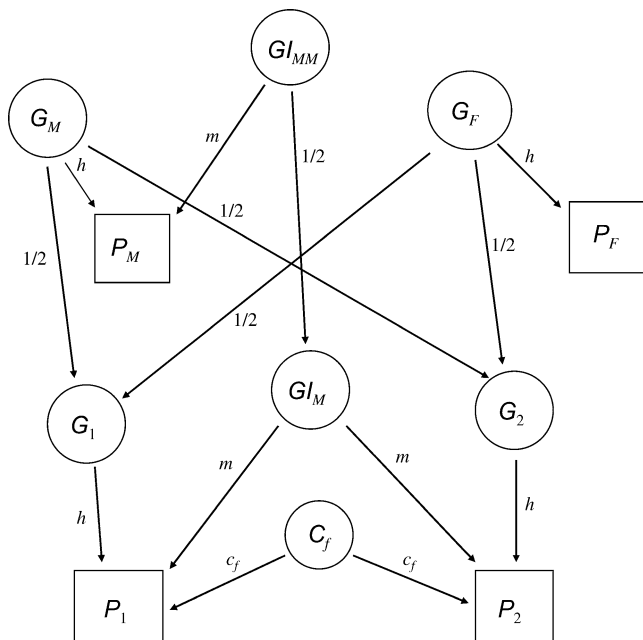 GI_MM
G_M
G_F
m
h
h
1/2
1/2
P_M
P_F
1/2
1/2
1/2
GI_M
G_1
G_2
m
m
h
h
C_f
c_f
c_f
P_1
P_2